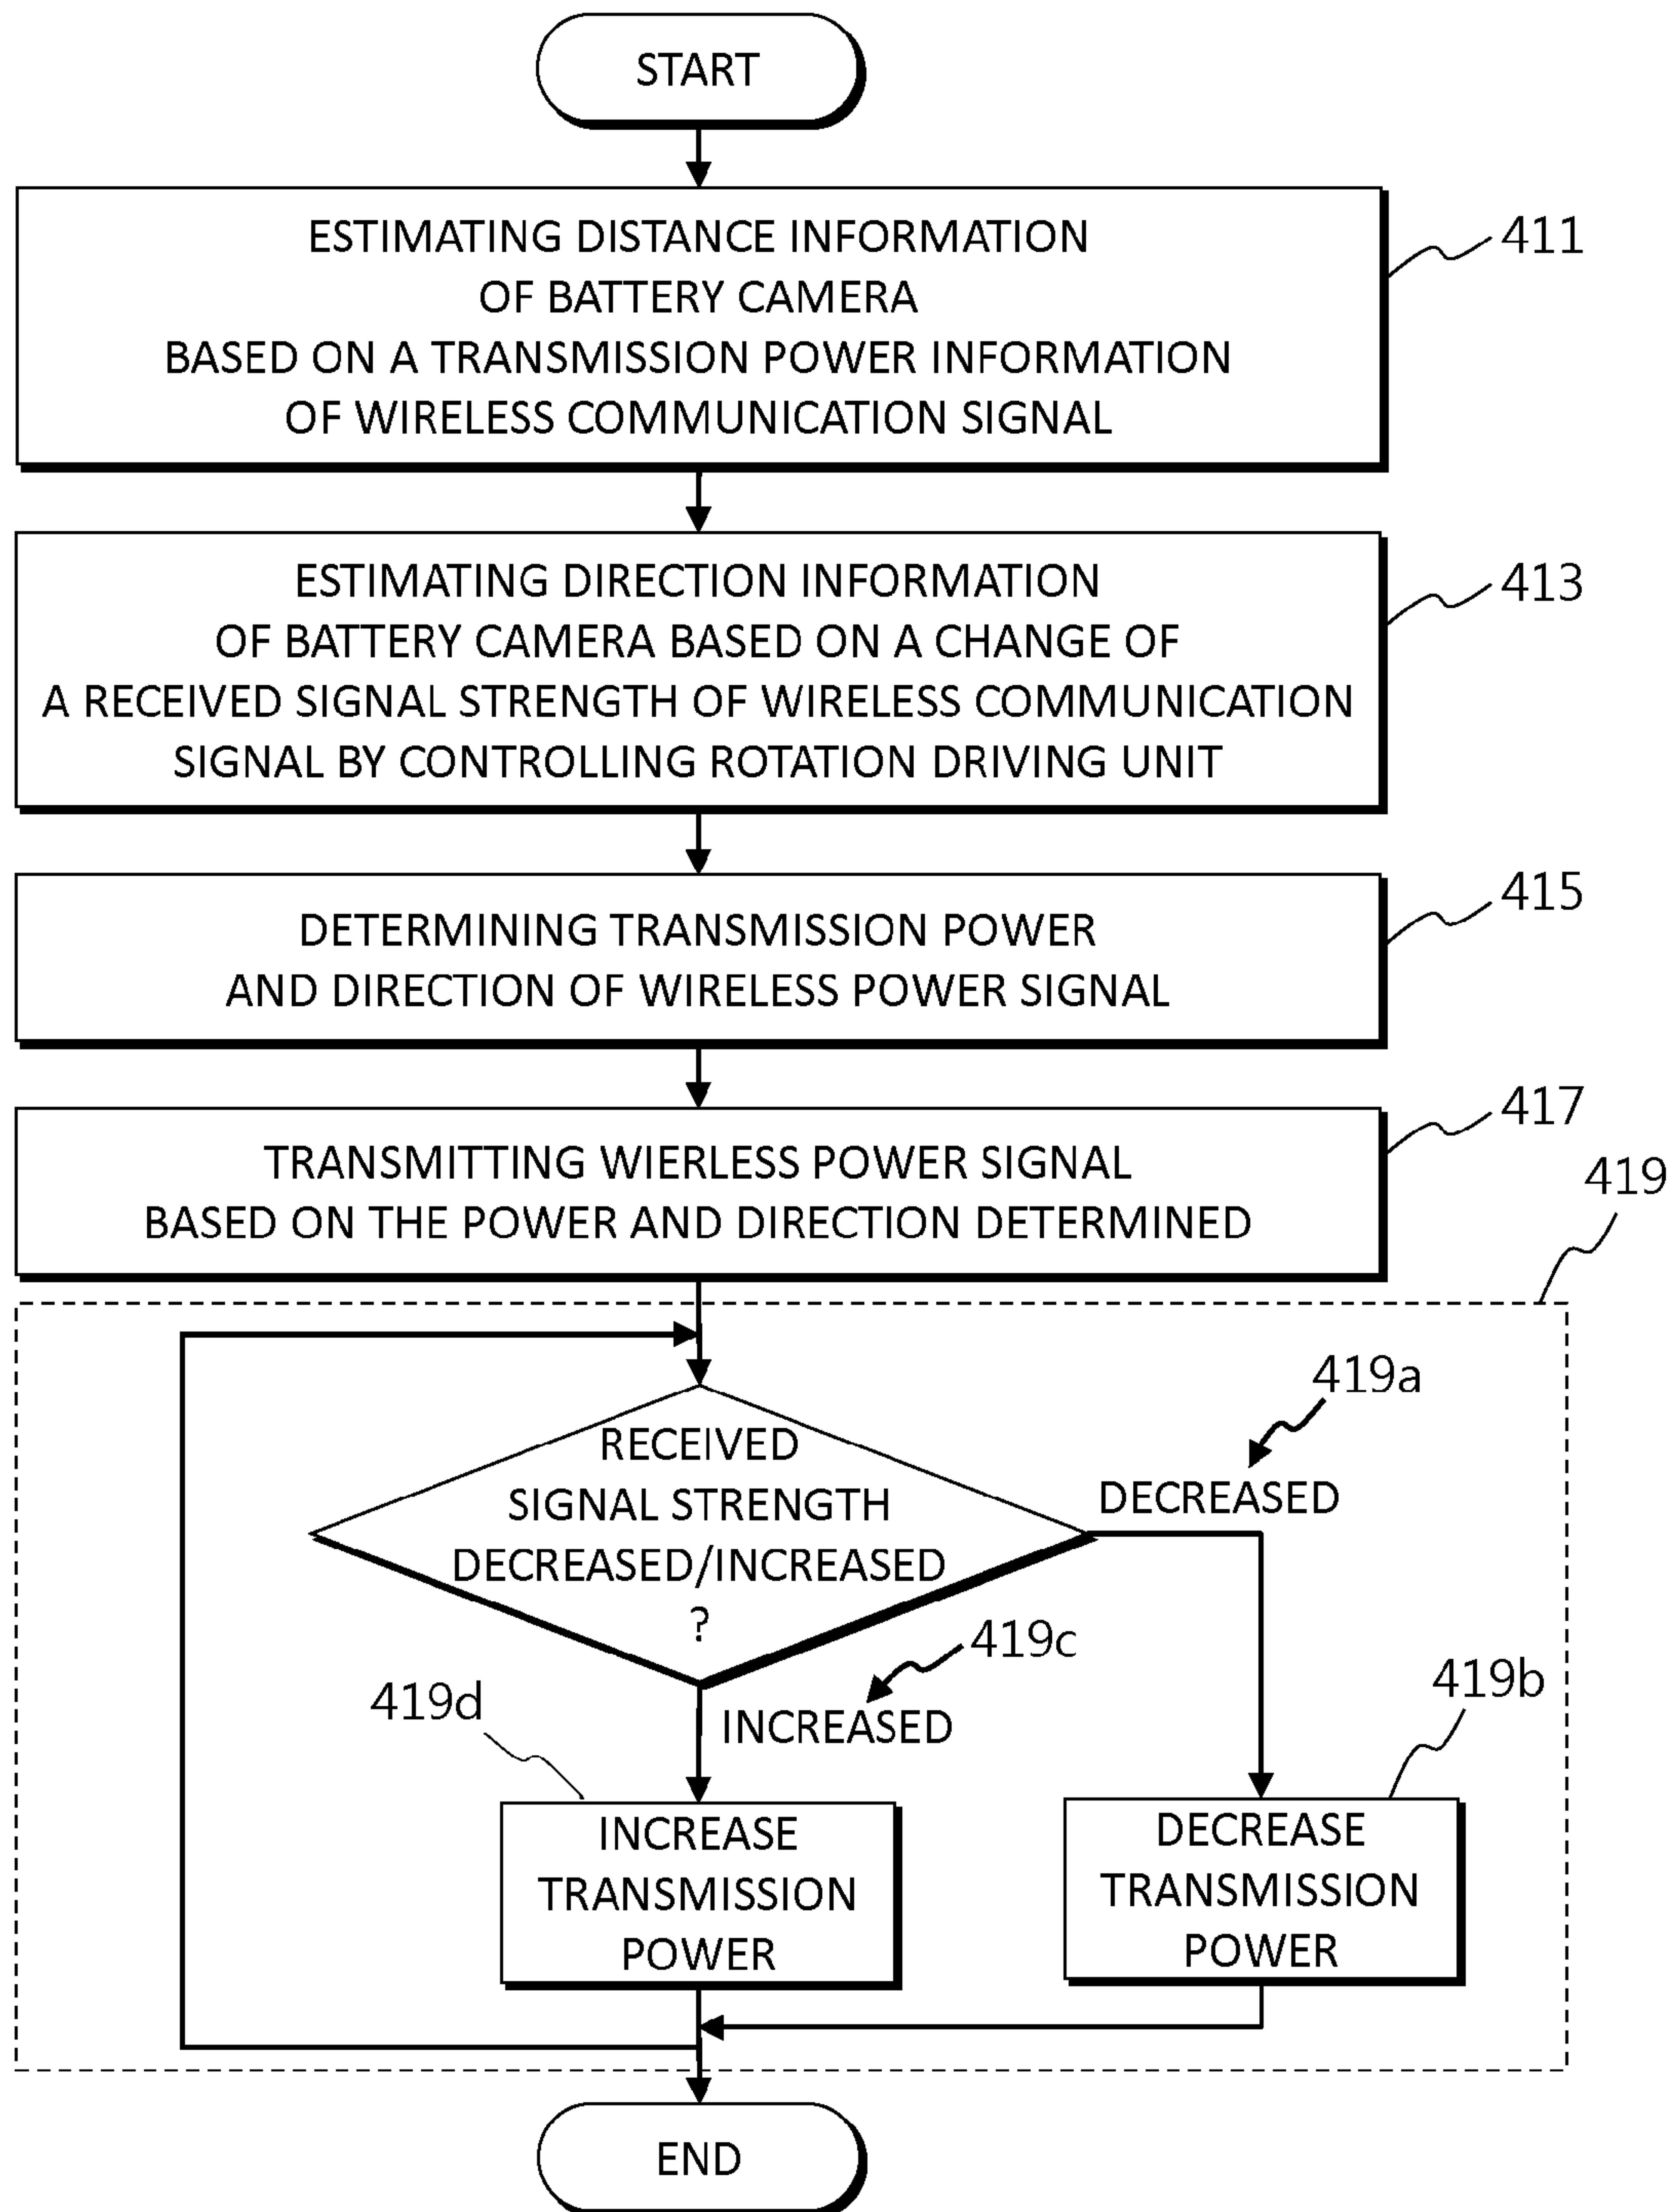 START
ESTIMATING DISTANCE INFORMATION
OF BATTERY CAMERA
BASED ON A TRANSMISSION POWER INFORMATION
OF WIRELESS COMMUNICATION SIGNAL
411
ESTIMATING DIRECTION INFORMATION
OF BATTERY CAMERA BASED ON A CHANGE OF
A RECEIVED SIGNAL STRENGTH OF WIRELESS COMMUNICATION
SIGNAL BY CONTROLLING ROTATION DRIVING UNIT
413
DETERMINING TRANSMISSION POWER
AND DIRECTION OF WIRELESS POWER SIGNAL
415
TRANSMITTING WIERLESS POWER SIGNAL
BASED ON THE POWER AND DIRECTION DETERMINED
417
419
RECEIVED
SIGNAL STRENGTH
DECREASED/INCREASED
?
419a
DECREASED
419c
INCREASED
419d
INCREASE
TRANSMISSION
POWER
419b
DECREASE
TRANSMISSION
POWER
END